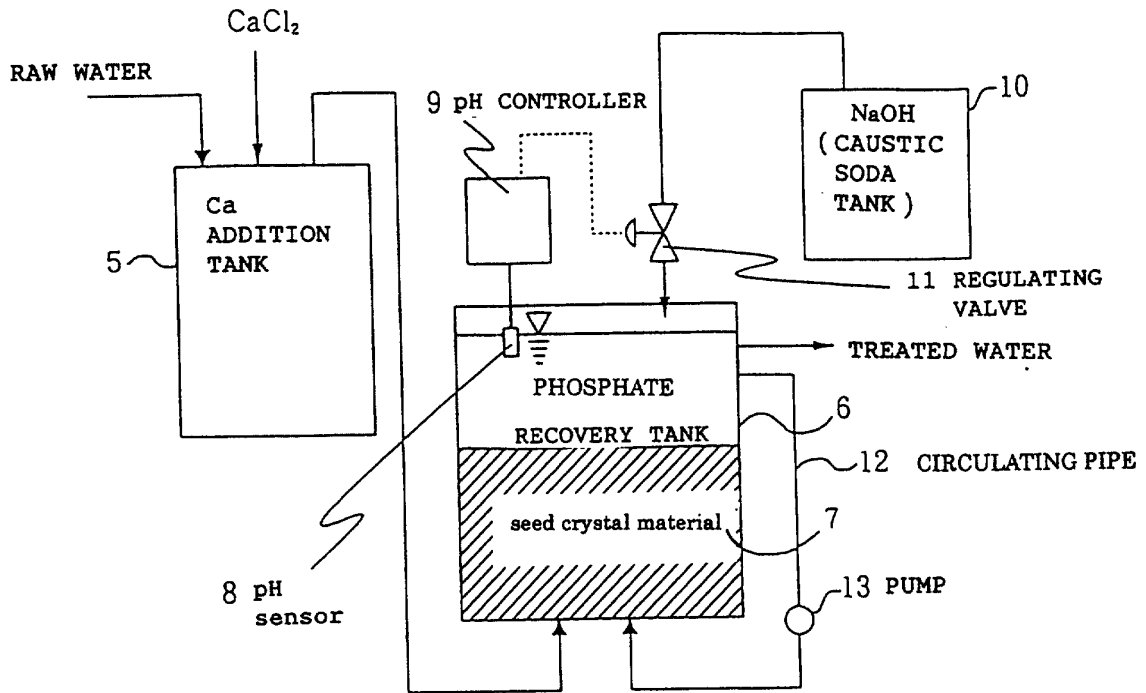 CaCl₂
RAW WATER
Ca
ADDITION
TANK
5
9 pH CONTROLLER
NaOH
( CAUSTIC
SODA
TANK )
10
11 REGULATING
VALVE
TREATED WATER
PHOSPHATE
RECOVERY TANK
6
12 CIRCULATING PIPE
seed crystal material
7
8 pH
sensor
13 PUMP